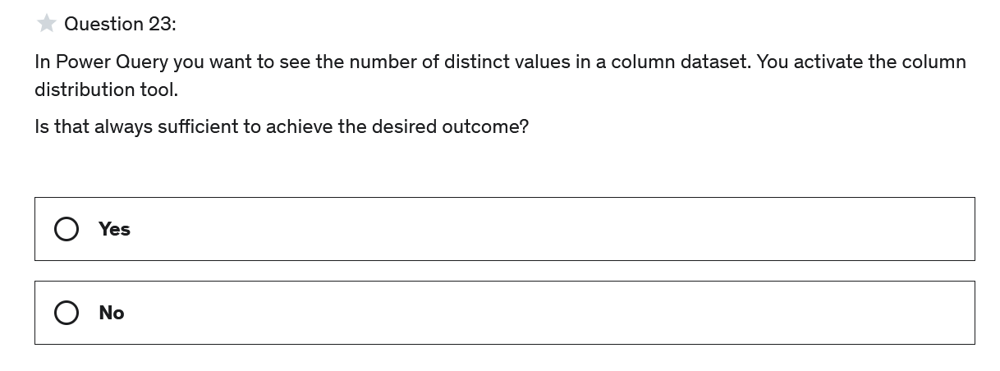 Question 23:
In Power Query you want to see the number of distinct values in a column dataset. You activate the column
distribution tool.
Is that always sufficient to achieve the desired outcome?
Yes
No